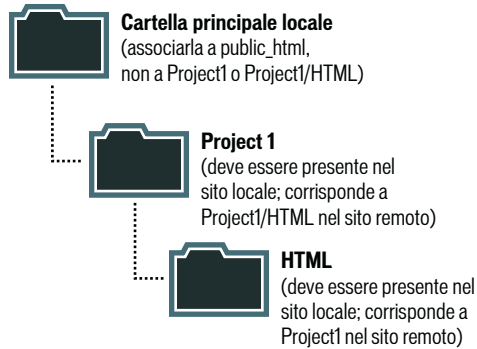 Cartella principale locale
(associarla a public_html,
non a Project1 o Project1/HTML)
Project 1
(deve essere presente nel
sito locale; corrisponde a
Project1/HTML nel sito remoto)
HTML
(deve essere presente nel
sito locale; corrisponde a
Project1 nel sito remoto)